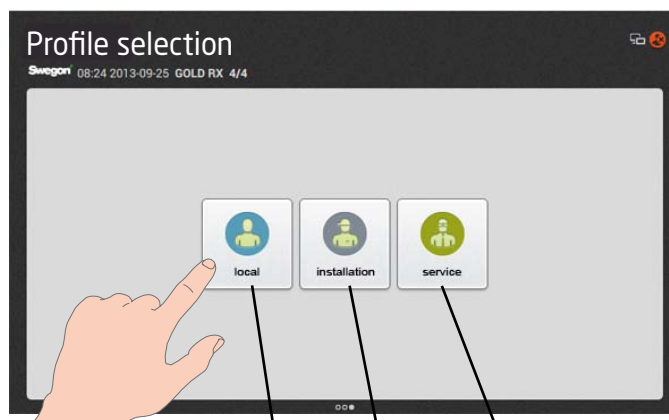 Profile selection
Swegon 08:24 2013-09-25 GOLD RX 4/4
local
installation
service